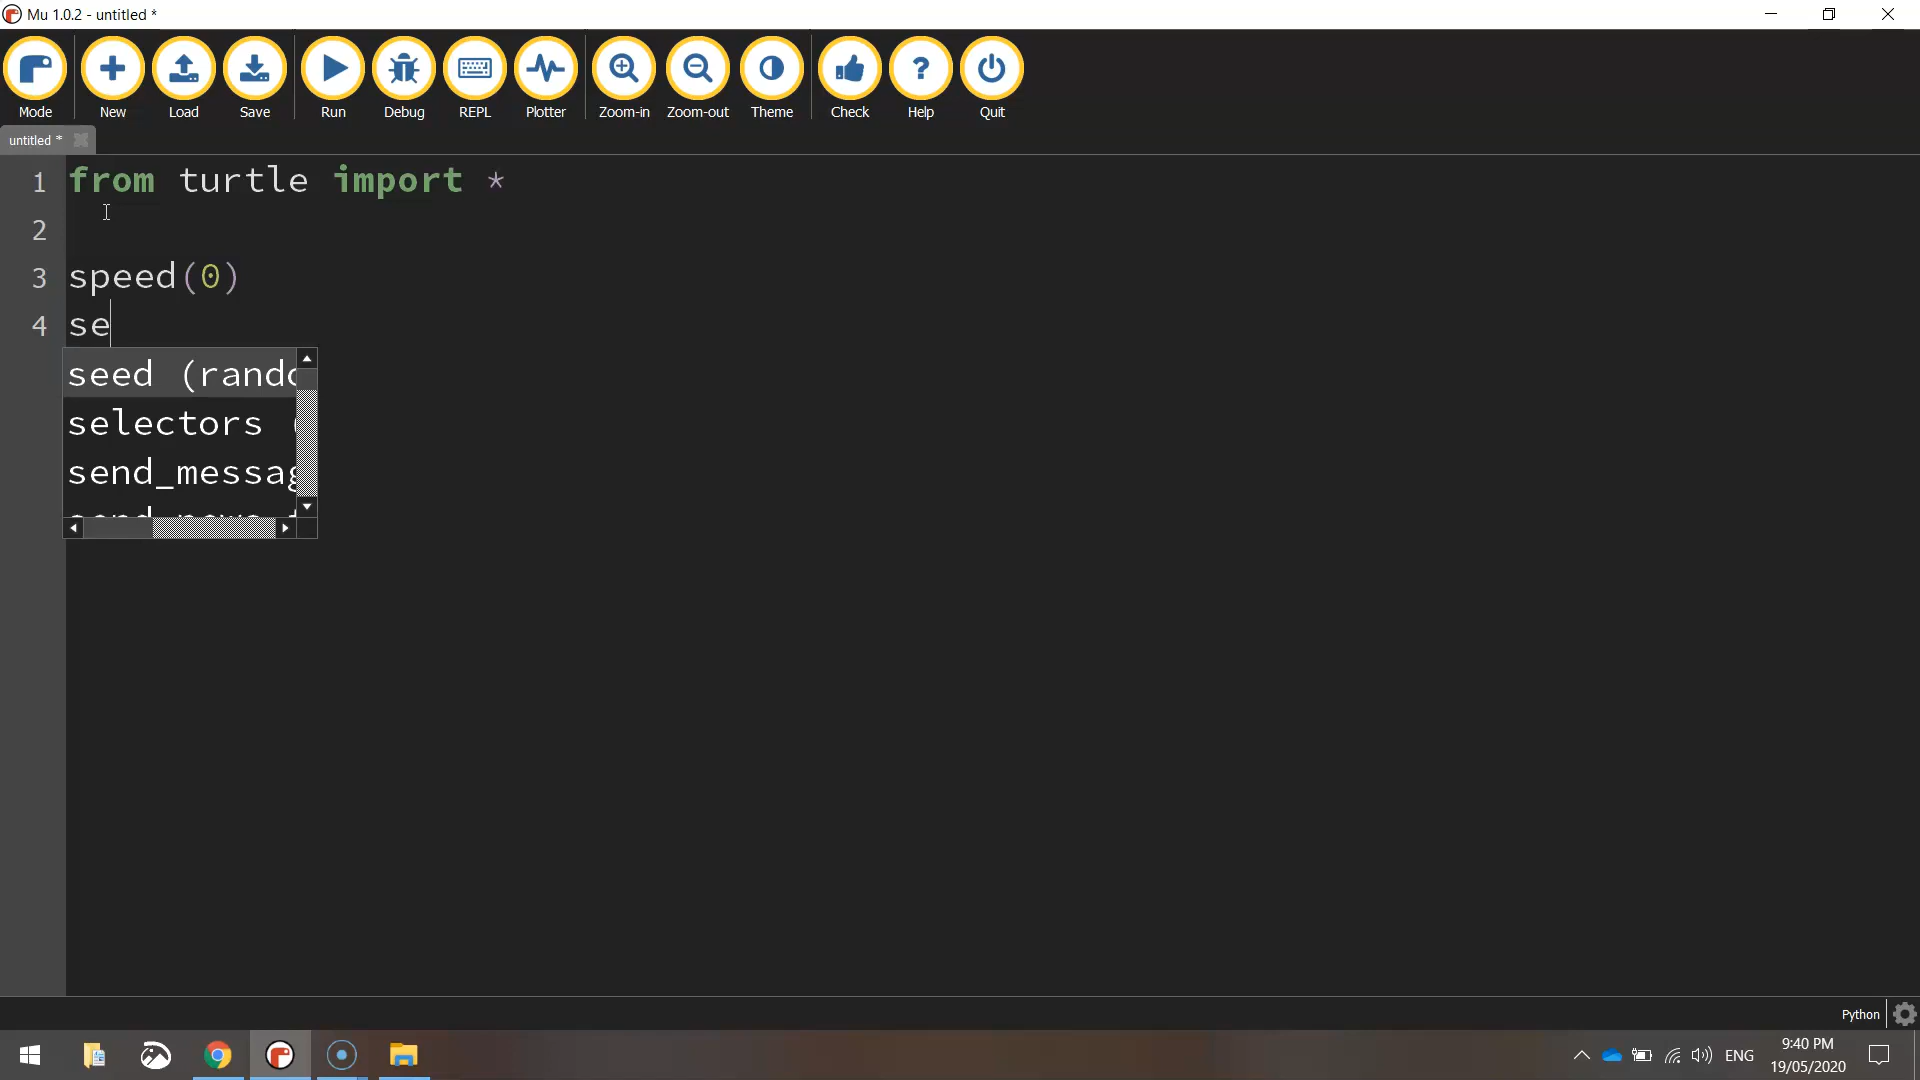 Mu 1.0.2 - untitled *
Mode New Load Save Run Debug REPL Plotter Zoom-in Zoom-out Theme Check Help Quit
untitled *
1 from turtle import *
2
3 speed(0)
4 se
seed (rando
selectors (
send_messag
Python
9:40 PM
ENG
19/05/2020